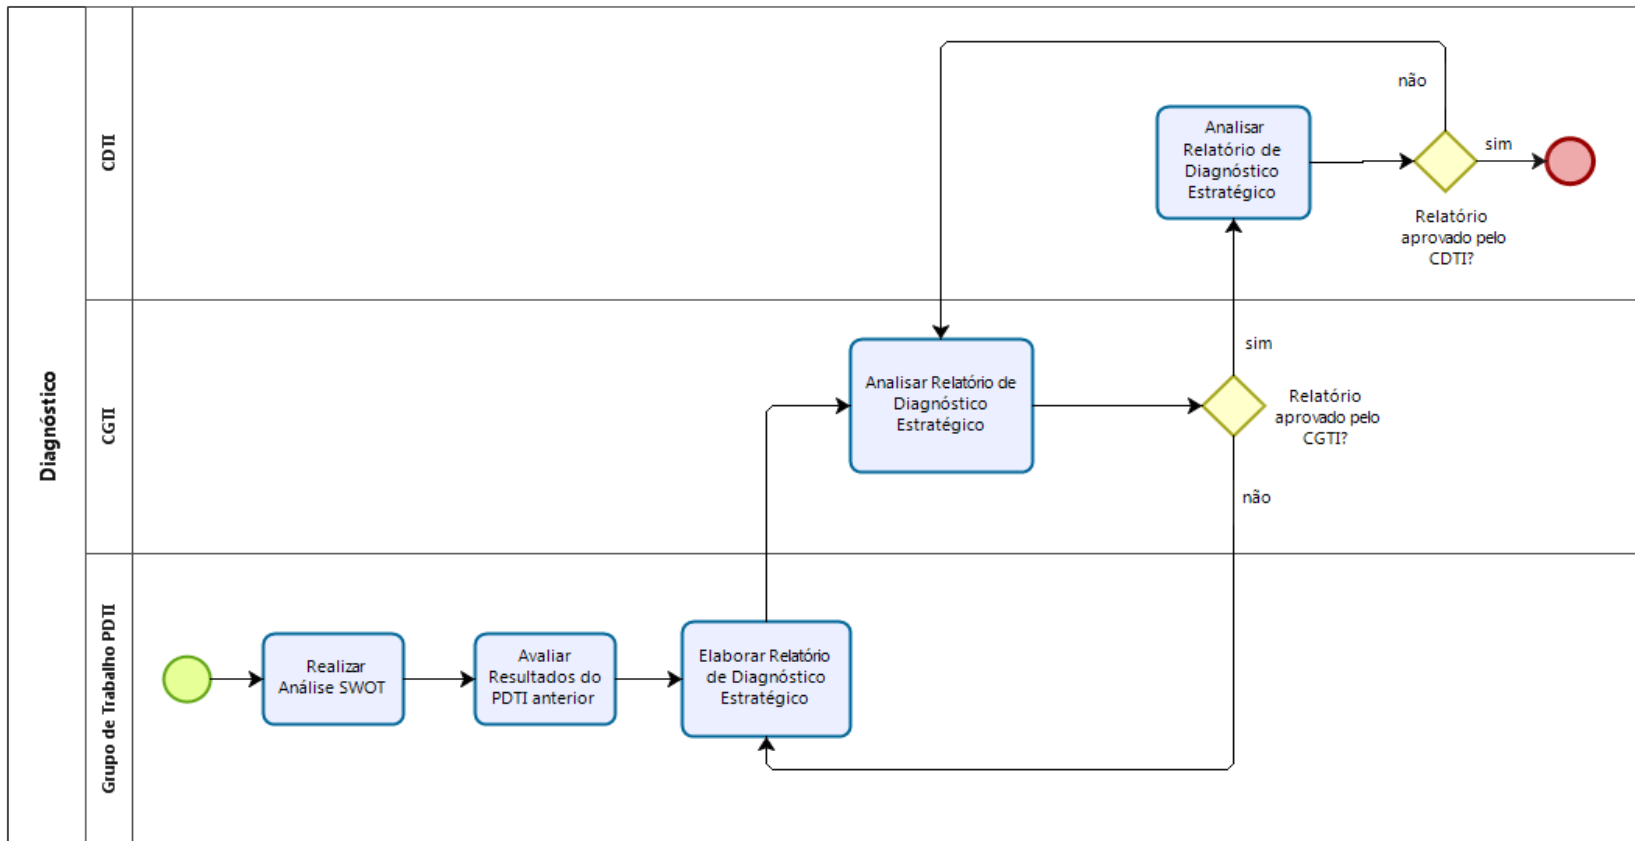 Diagnóstico
CDTI
não
Analisar
Relatório de
Diagnóstico
Estratégico
sim
Relatório
aprovado pelo
CDTI?
CGTI
sim
Analisar Relatório de
Diagnóstico
Estratégico
Relatório
aprovado pelo
CGTI?
não
Grupo de Trabalho PDTI
Realizar
Análise SWOT
Avaliar
Resultados do
PDTI anterior
Elaborar Relatório
de Diagnóstico
Estratégico